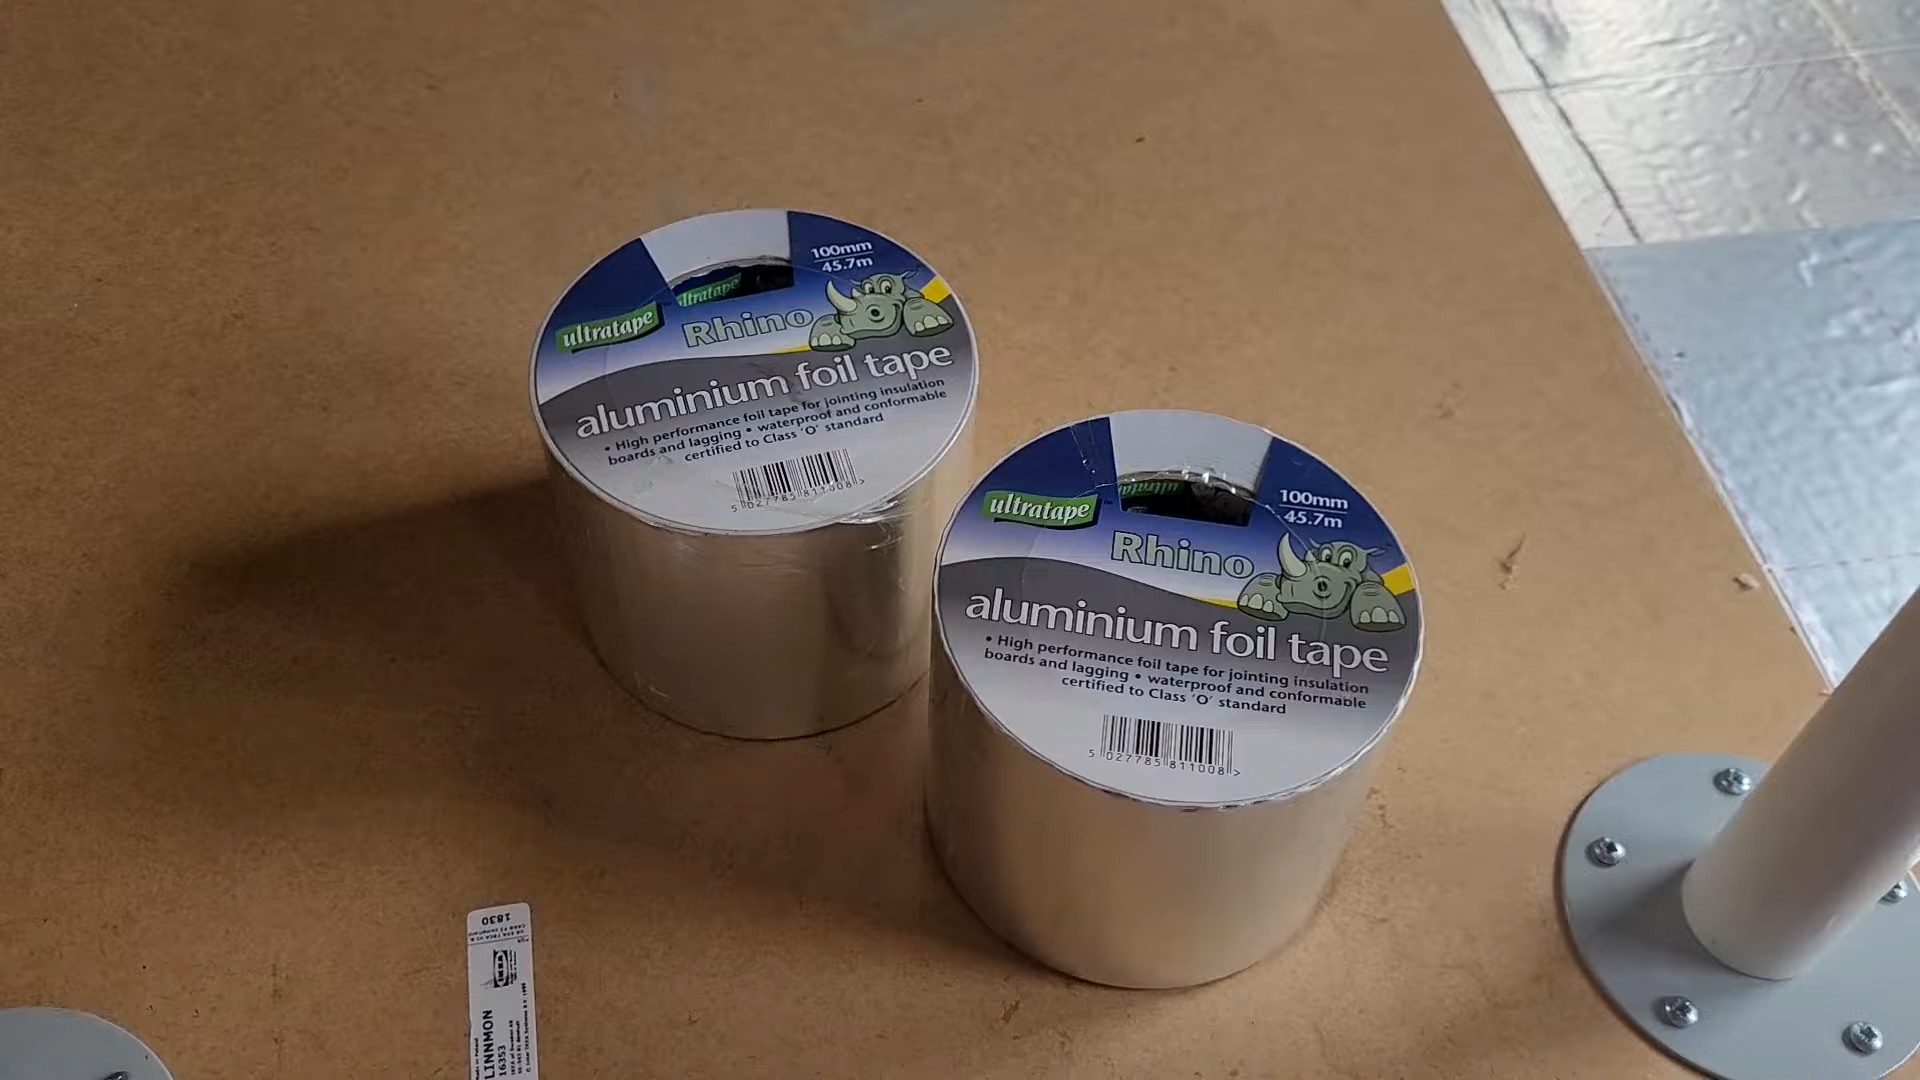 100mm
45.7m
ultratape
ultratape
Rhino
aluminium foil tape
• High performance foil tape for jointing insulation
boards and lagging • waterproof and conformable
certified to Class 'O' standard
5 027785 811008 >
100mm
45.7m
ultratape
Rhino
aluminium foil tape
• High performance foil tape for jointing insulation
boards and lagging • waterproof and conformable
certified to Class 'O' standard
5 027785 811008 >
1830
IKEA
LINNMON
16353